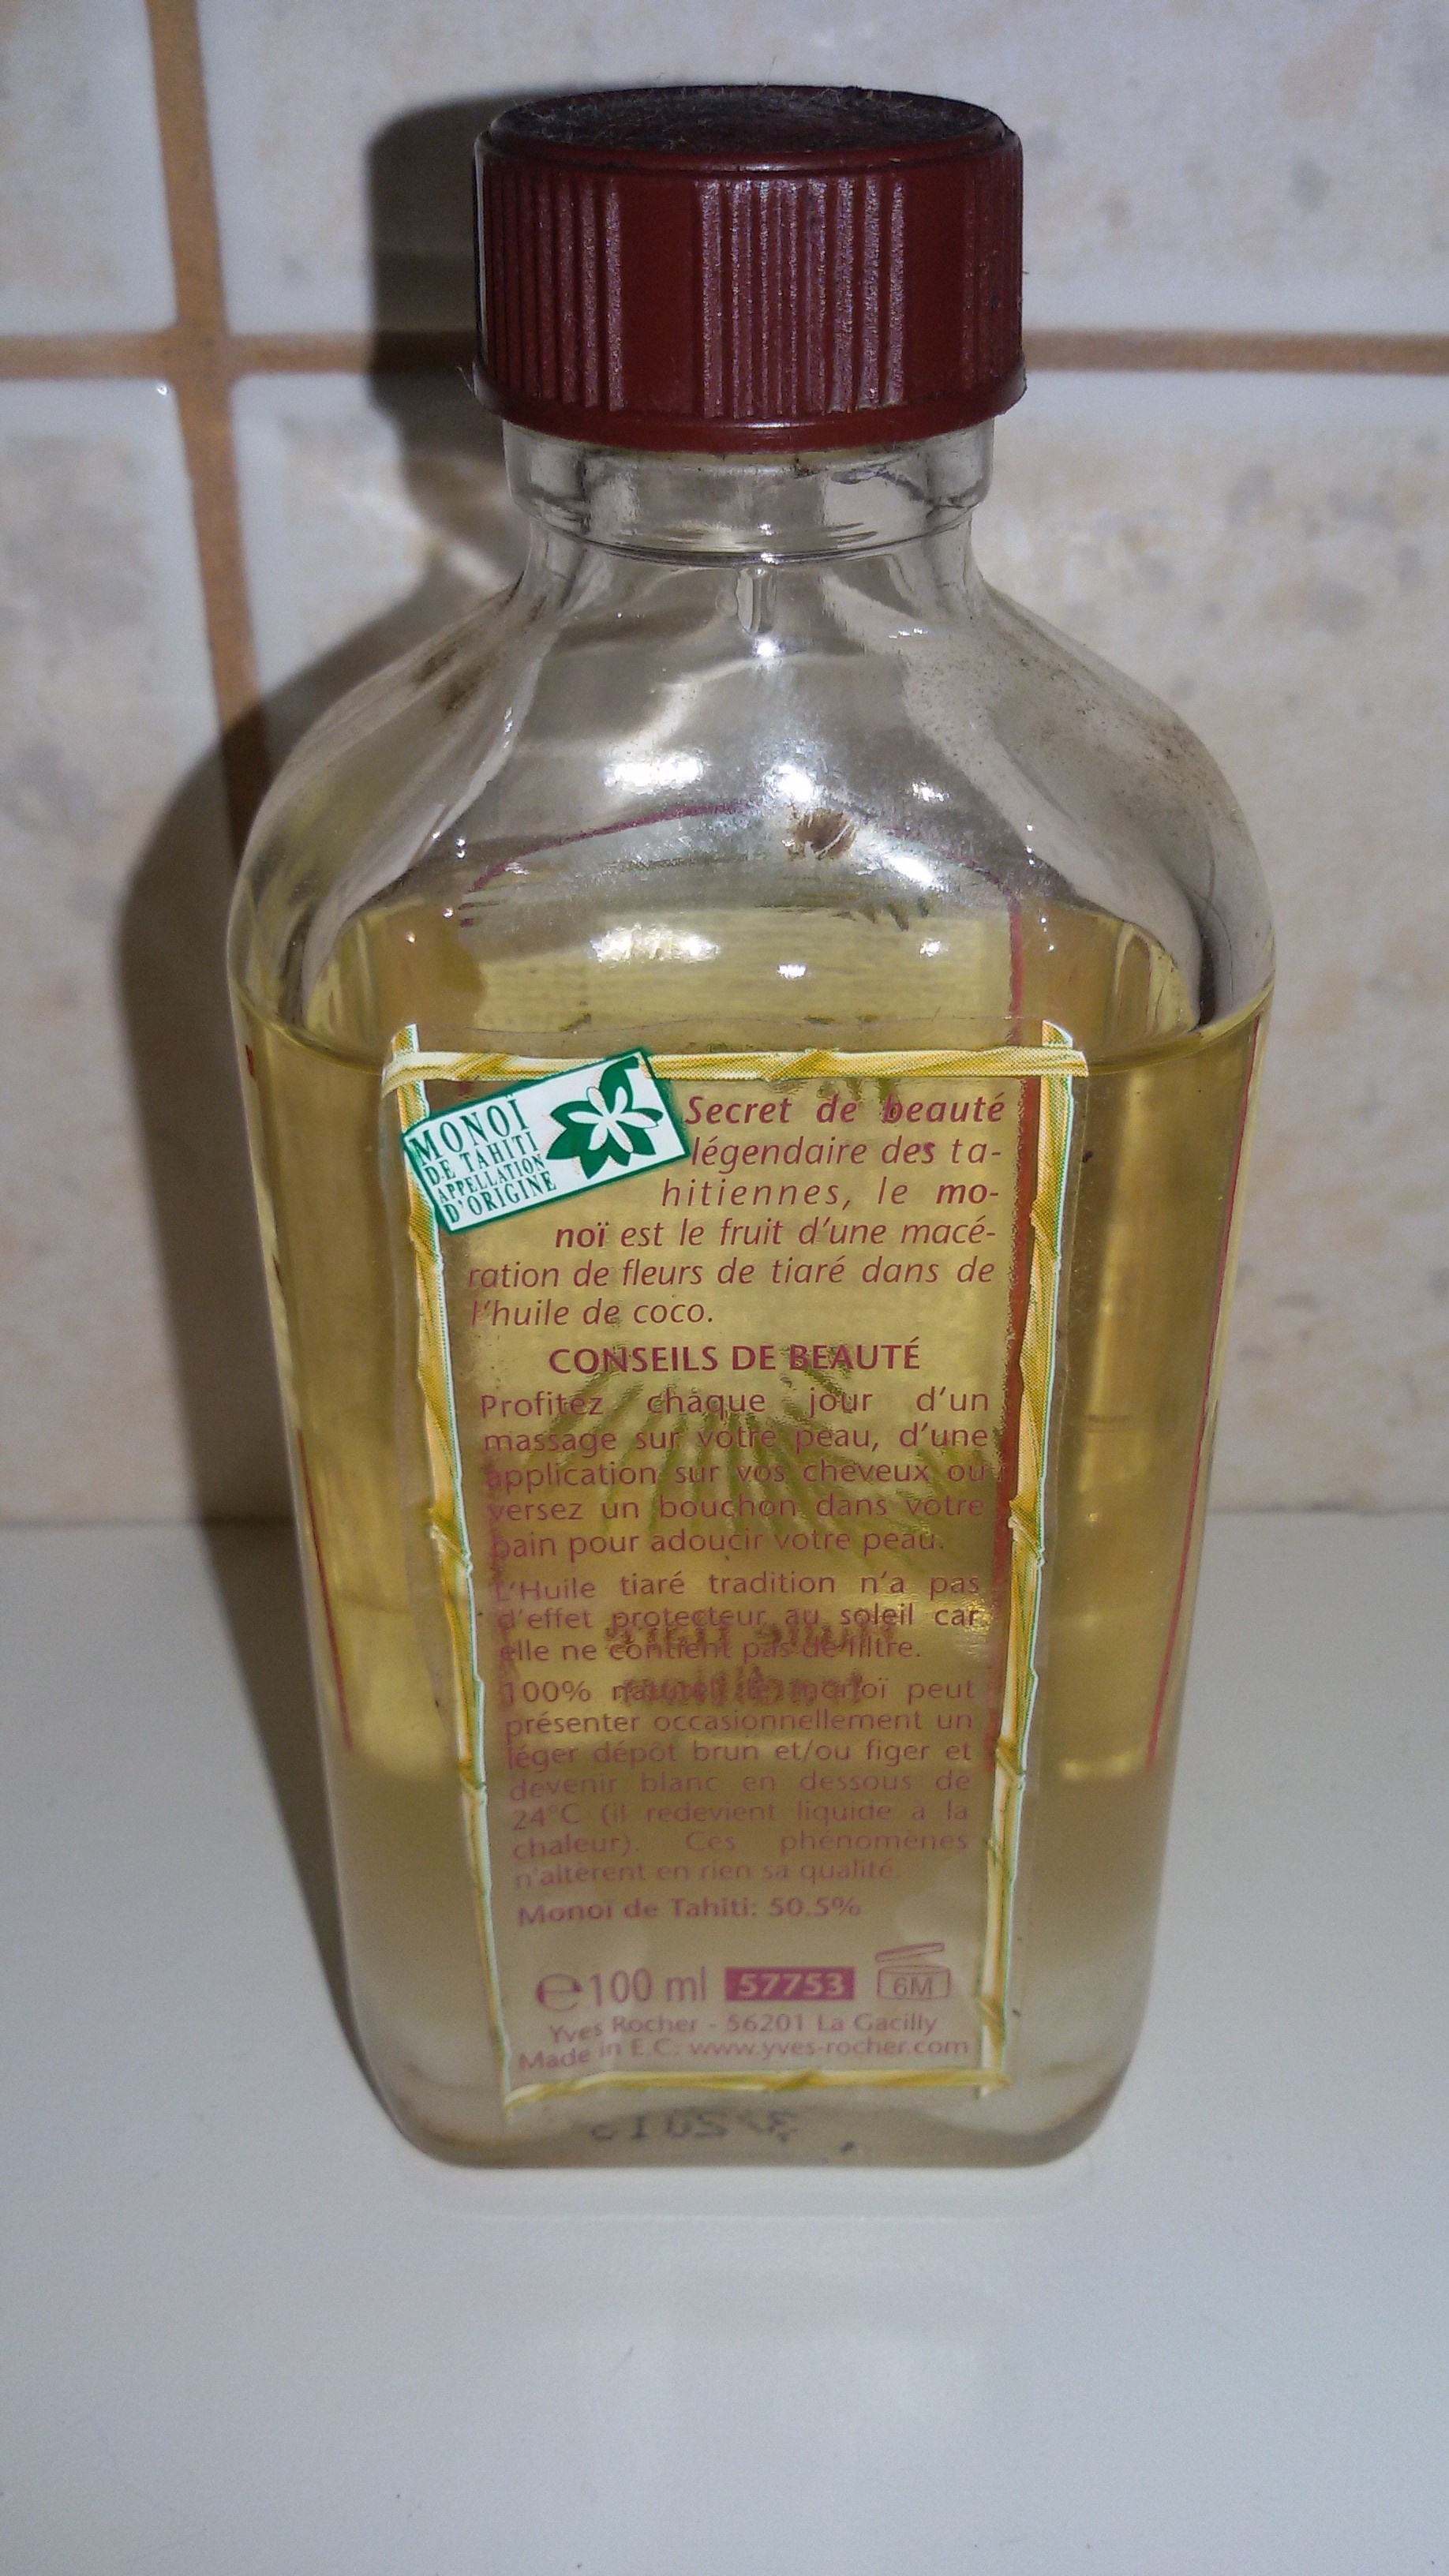 MONOÏ
DE TAHITI
APPELLATION
D'ORIGINE
Secret de beauté
légendaire des ta-
hitiennes, le mo-
noï est le fruit d'une macé-
ration de fleurs de tiaré dans de
l'huile de coco.
CONSEILS DE BEAUTÉ
Profitez chaque jour d'un
massage sur votre peau, d'une
application sur vos cheveux ou
versez un bouchon dans votre
bain pour adoucir votre peau.
L'Huile tiaré tradition n'a pas
d'effet protecteur au soleil car
elle ne contient pas de filtre.
100% naturel, le monoï peut
présenter occasionnellement un
léger dépôt brun et/ou figer et
devenir blanc en dessous de
24°C (il redevient liquide à la
chaleur). Ces phénomènes
n'altèrent en rien sa qualité.
Monoï de Tahiti: 50.5%
℮ 100 ml 57753 6M
Yves Rocher - 56201 La Gacilly
Made in E.C. www.yves-rocher.com